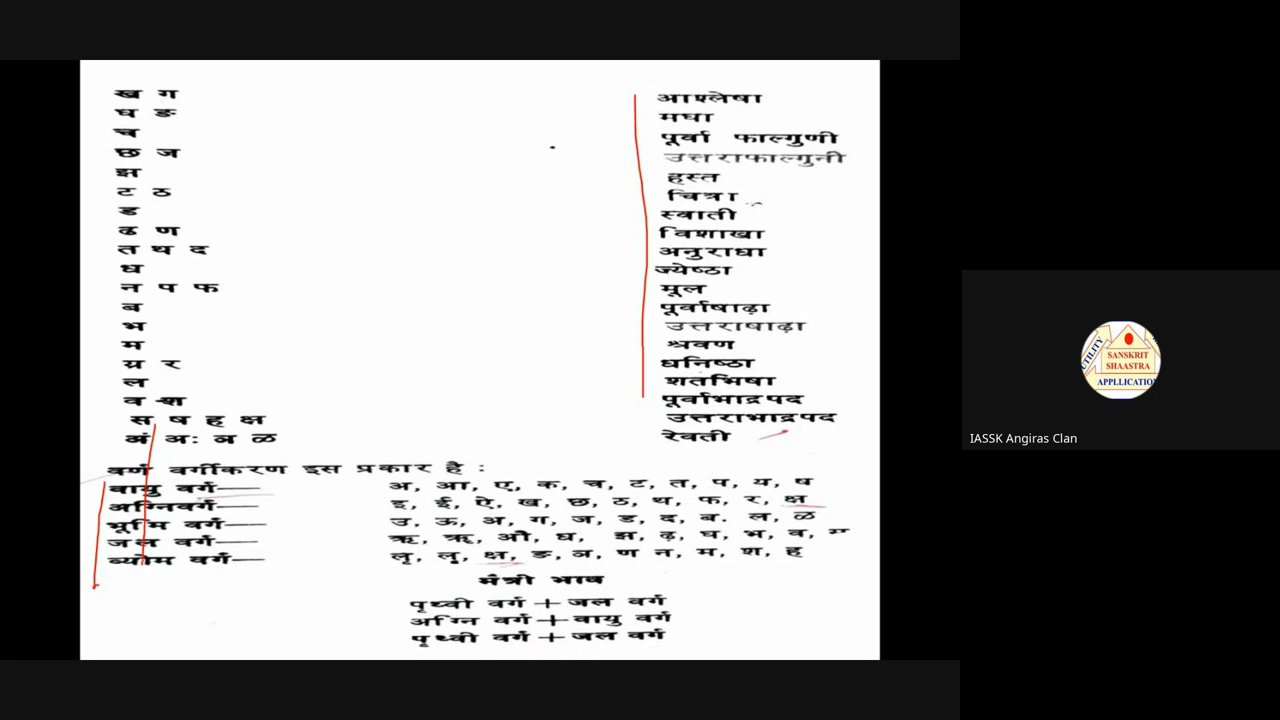 ख ग आश्लेषा
घ ङ मघा
च पूर्वा फाल्गुणी
छ ज उत्तराफाल्गुनी
झ हस्त
ट ठ चित्रा
ड स्वाती
ढ ण विशाखा
त थ द अनुराधा
ध ज्येष्ठा
न प फ मूल
ब पूर्वाषाढ़ा
भ उत्तराषाढ़ा
म श्रवण
य र धनिष्ठा
ल शतभिषा
व श पूर्वाभाद्रपद
स ष ह क्ष उत्तराभाद्रपद
अं अः ञ ळ रेवती
वर्ण वर्गीकरण इस प्रकार है :
वायु वर्ग— अ, आ, ए, क, च, ट, त, प, य, ष
अग्निवर्ग— इ, ई, ऐ, ख, छ, ठ, थ, फ, र, क्ष
भूमि वर्ग— उ, ऊ, अ, ग, ज, ड, द, ब. ल, ळ
जल वर्ग— ऋ, ॠ, औ, घ, झ, ढ़, घ, भ, व,
व्योम वर्ग— लृ, लृ, क्ष, ङ, ञ, ण न, म, श, ह
मैत्री भाव
पृथ्वी वर्ग + जल वर्ग
अग्नि वर्ग + वायु वर्ग
पृथ्वी वर्ग + जल वर्ग
UTILITY
SANSKRIT
SHAASTRA
APPLLICATION
IASSK Angiras Clan